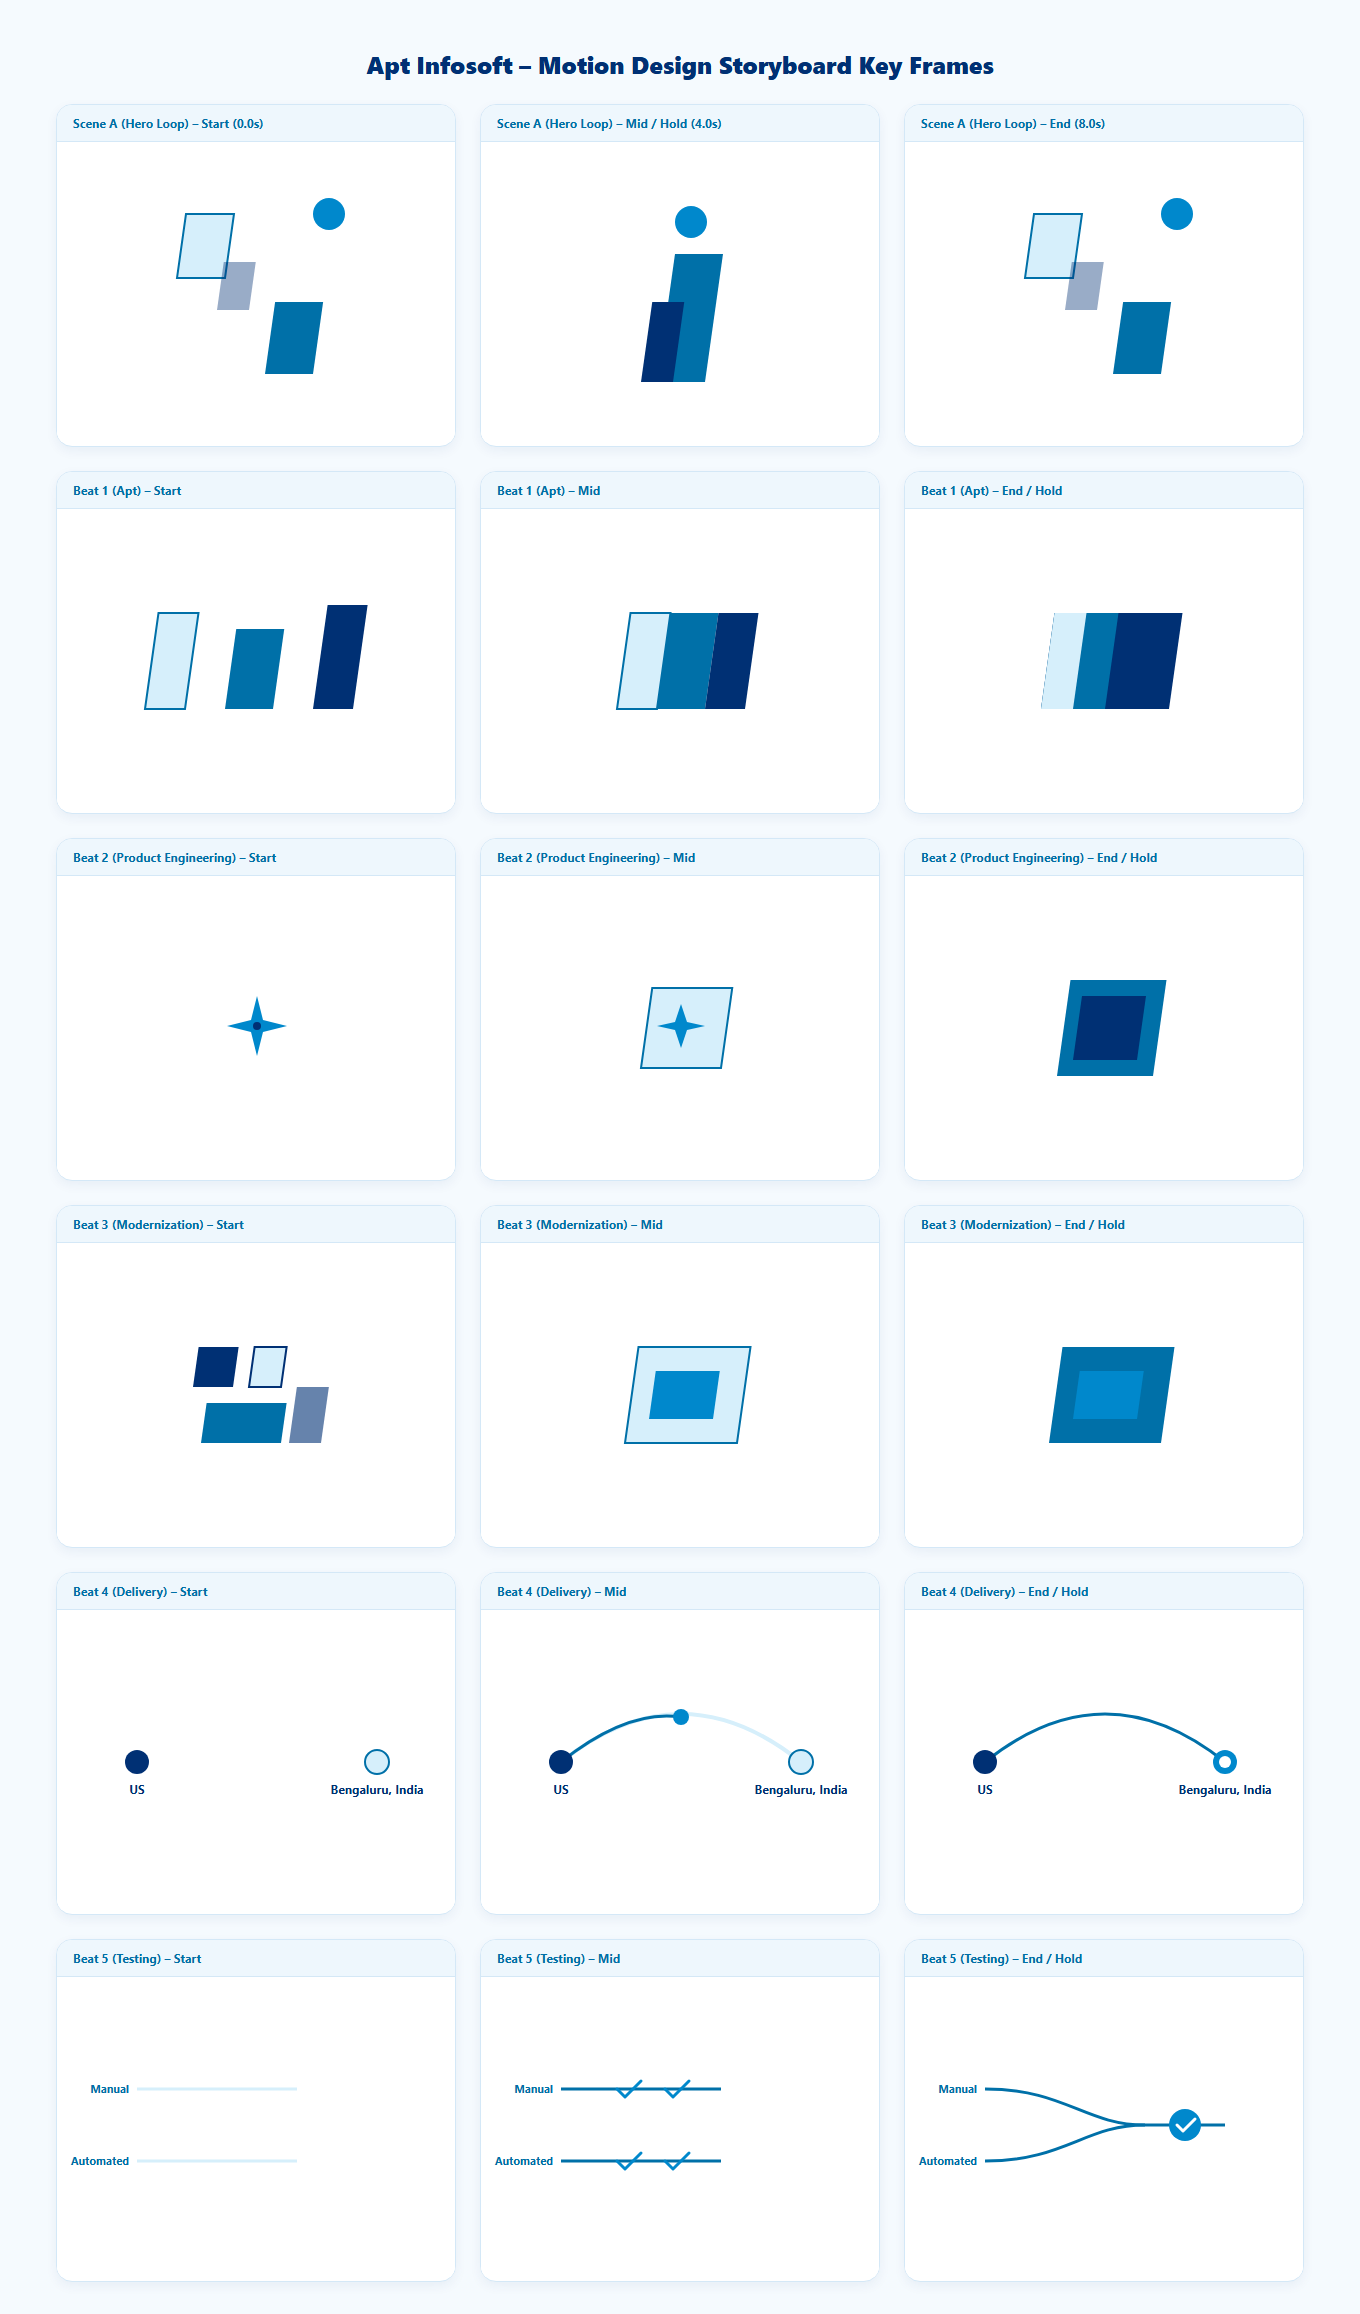 Apt Infosoft – Motion Design Storyboard Key Frames
Scene A (Hero Loop) – Start (0.0s)
Scene A (Hero Loop) – Mid / Hold (4.0s)
Scene A (Hero Loop) – End (8.0s)
Beat 1 (Apt) – Start
Beat 1 (Apt) – Mid
Beat 1 (Apt) – End / Hold
Beat 2 (Product Engineering) – Start
Beat 2 (Product Engineering) – Mid
Beat 2 (Product Engineering) – End / Hold
Beat 3 (Modernization) – Start
Beat 3 (Modernization) – Mid
Beat 3 (Modernization) – End / Hold
Beat 4 (Delivery) – Start
US
Bengaluru, India
Beat 4 (Delivery) – Mid
US
Bengaluru, India
Beat 4 (Delivery) – End / Hold
US
Bengaluru, India
Beat 5 (Testing) – Start
Manual
Automated
Beat 5 (Testing) – Mid
Manual
Automated
Beat 5 (Testing) – End / Hold
Manual
Automated